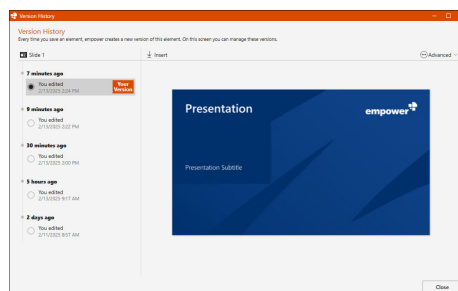 Version History
Version History
Every time you save an element, empower creates a new version of this element. On this screen you can manage these versions.
Slide 1
Insert
Advanced
7 minutes ago
You edited
2/13/2025 2:24 PM
Your
Version
9 minutes ago
You edited
2/13/2025 2:22 PM
30 minutes ago
You edited
2/13/2025 2:00 PM
5 hours ago
You edited
2/13/2025 9:17 AM
2 days ago
You edited
2/11/2025 8:57 AM
Presentation
empower
Presentation Subtitle
Close